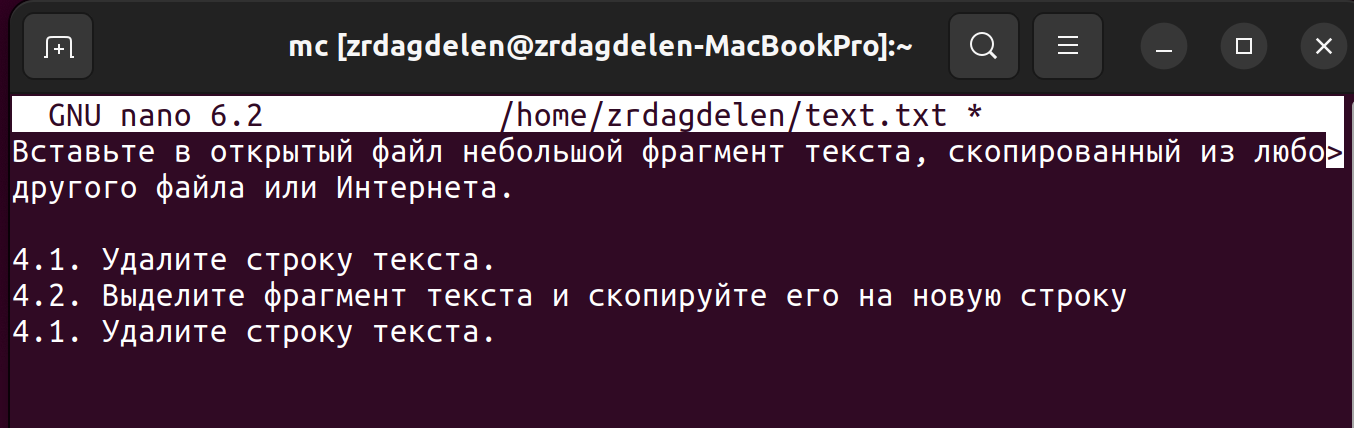 mc [zrdagdelen@zrdagdelen-MacBookPro]:~
GNU nano 6.2 /home/zrdagdelen/text.txt *
Вставьте в открытый файл небольшой фрагмент текста, скопированный из любо>
другого файла или Интернета.
4.1. Удалите строку текста.
4.2. Выделите фрагмент текста и скопируйте его на новую строку
4.1. Удалите строку текста.